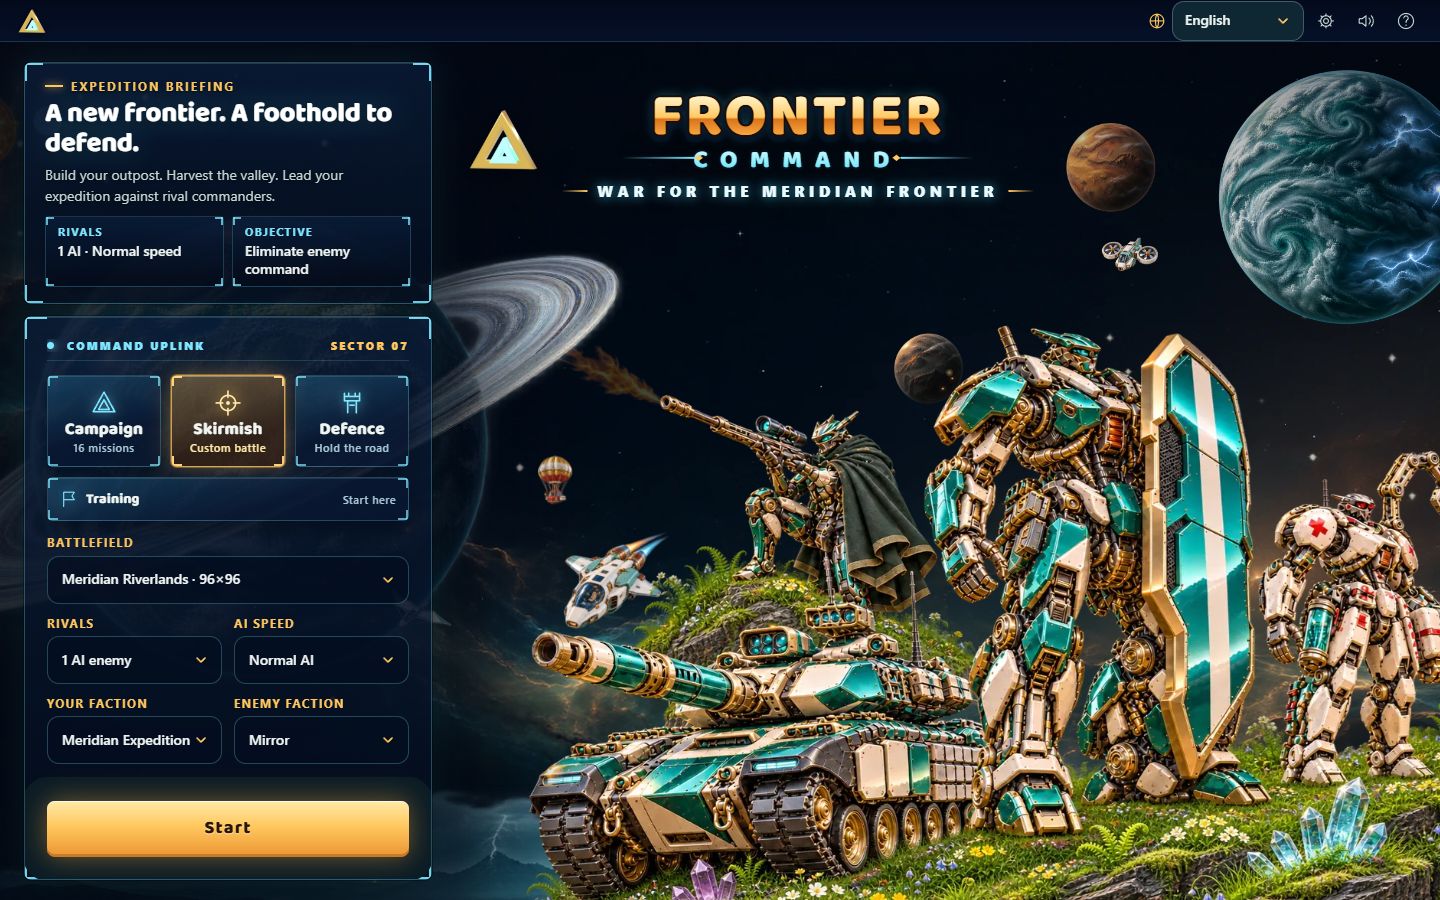 English
EXPEDITION BRIEFING
A new frontier. A foothold to
defend.
Build your outpost. Harvest the valley. Lead your
expedition against rival commanders.
RIVALS
1 AI · Normal speed
OBJECTIVE
Eliminate enemy
command
COMMAND UPLINK
SECTOR 07
Campaign
16 missions
Skirmish
Custom battle
Defence
Hold the road
Training
Start here
BATTLEFIELD
Meridian Riverlands · 96×96
RIVALS
1 AI enemy
AI SPEED
Normal AI
YOUR FACTION
Meridian Expedition
ENEMY FACTION
Mirror
Start
FRONTIER
COMMAND
WAR FOR THE MERIDIAN FRONTIER